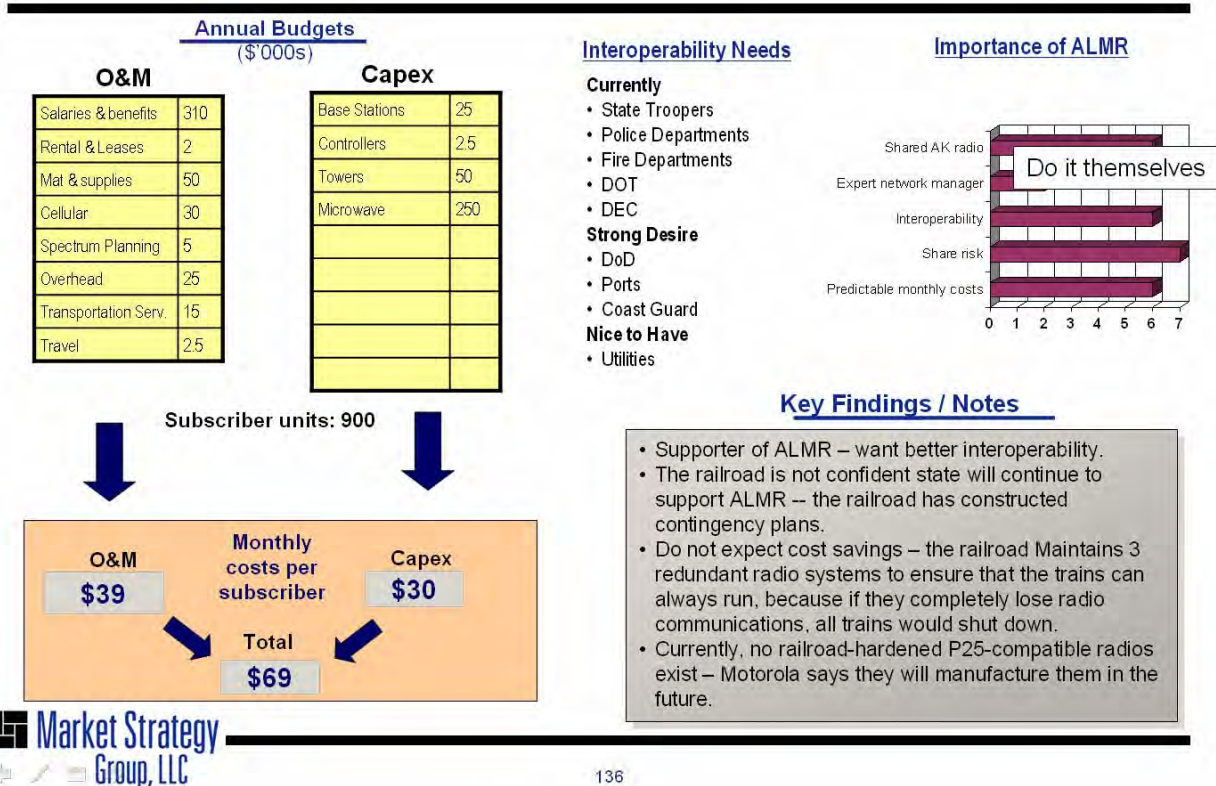 Annual Budgets
($'000s)
O&M
Salaries & benefits 310
Rental & Leases 2
Mat & supplies 50
Cellular 30
Spectrum Planning 5
Overhead 25
Transportation Serv. 15
Travel 2.5
Capex
Base Stations 25
Controllers 2.5
Towers 50
Microwave 250
Subscriber units: 900
O&M
$39
Monthly
costs per
subscriber
Capex
$30
Total
$69
Interoperability Needs
Currently
• State Troopers
• Police Departments
• Fire Departments
• DOT
• DEC
Strong Desire
• DoD
• Ports
• Coast Guard
Nice to Have
• Utilities
Importance of ALMR
Shared AK radio
Do it themselves
Expert network manager
Interoperability
Share risk
Predictable monthly costs
0 1 2 3 4 5 6 7
Key Findings / Notes
• Supporter of ALMR – want better interoperability.
• The railroad is not confident state will continue to
support ALMR -- the railroad has constructed
contingency plans.
• Do not expect cost savings – the railroad Maintains 3
redundant radio systems to ensure that the trains can
always run, because if they completely lose radio
communications, all trains would shut down.
• Currently, no railroad-hardened P25-compatible radios
exist – Motorola says they will manufacture them in the
future.
Market Strategy
Group, LLC
136